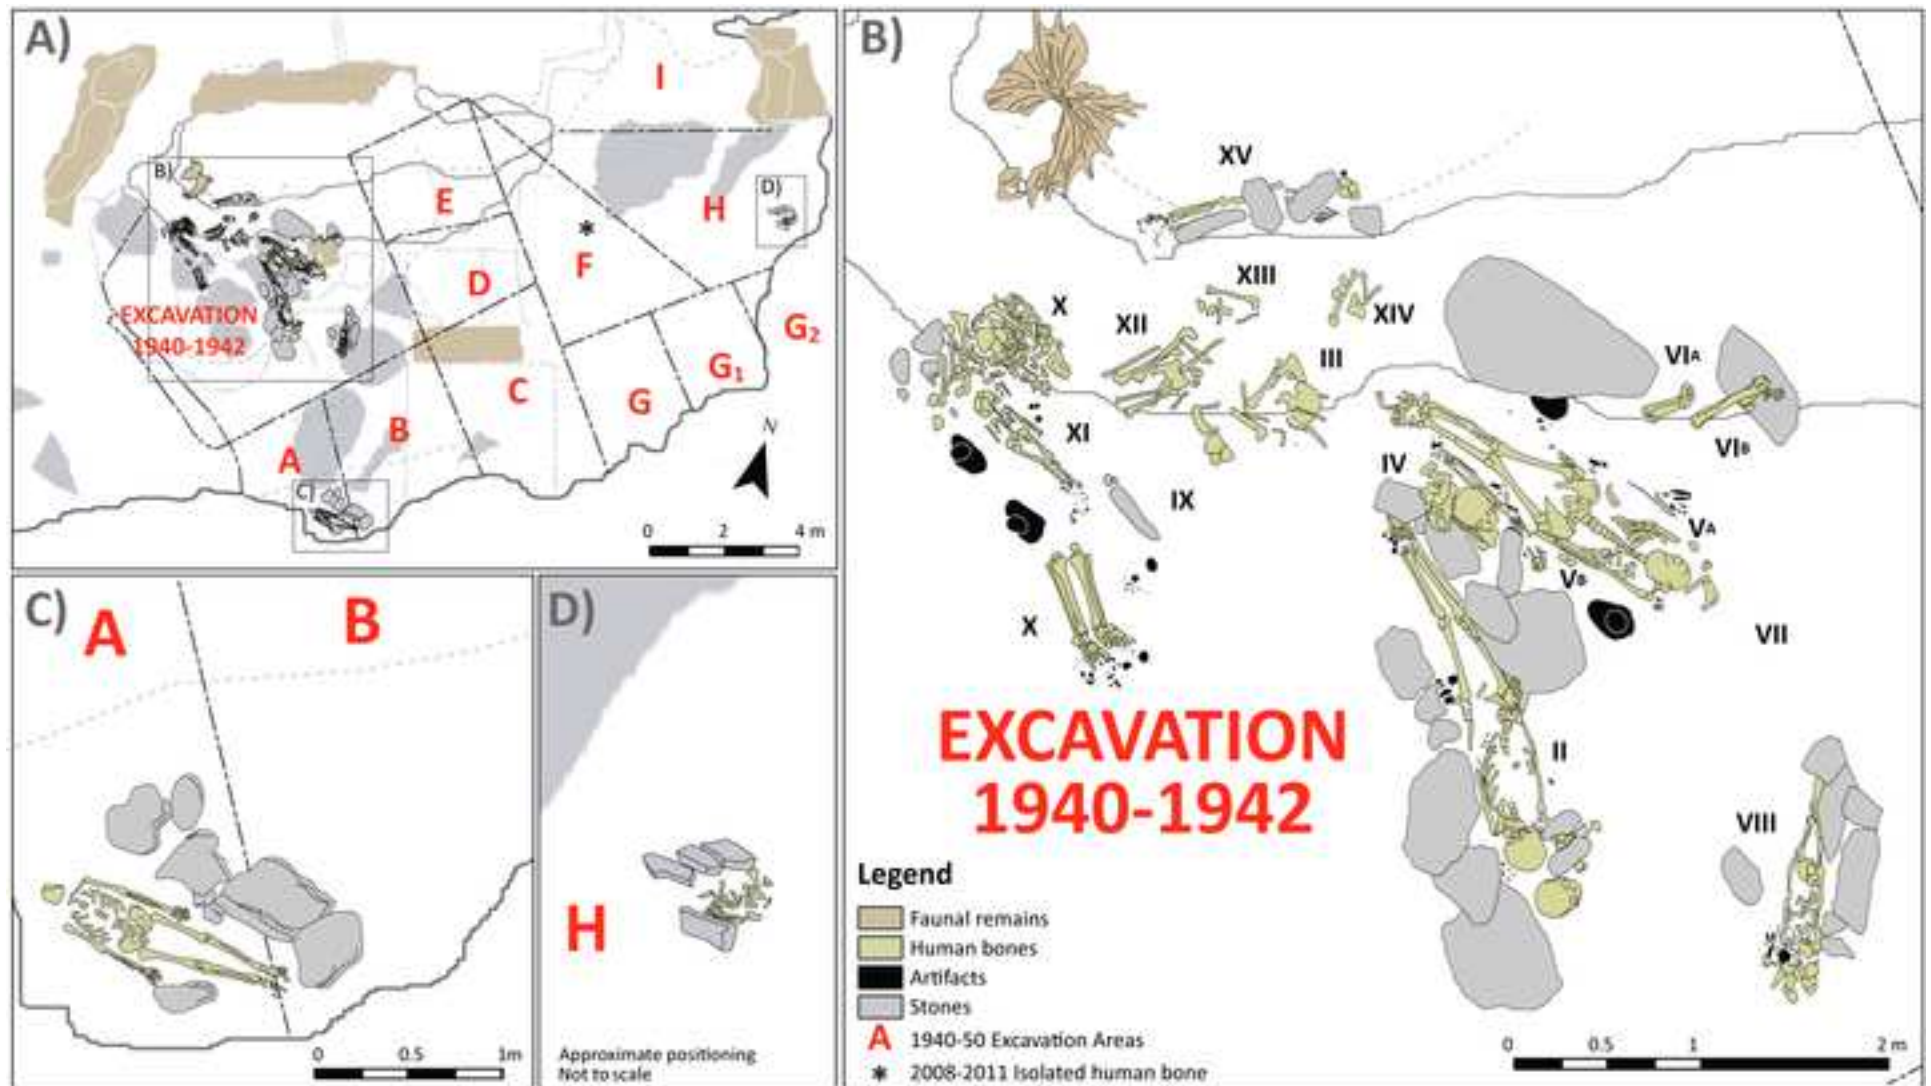 A)
I
B)
D)
E
H
F
*
D
EXCAVATION
1940-1942
G₂
G₁
C
G
B
A
N
C)
0 2 4 m
B)
XV
XIII
X
XII
XIV
III
VIA
XI
VIB
IV
IX
VA
VB
X
VII
EXCAVATION
1940-1942
II
VIII
Legend
Faunal remains
Human bones
Artifacts
Stones
A 1940-50 Excavation Areas
* 2008-2011 Isolated human bone
0 0.5 1 2 m
C)
A
B
0 0.5 1m
D)
H
Approximate positioning
Not to scale